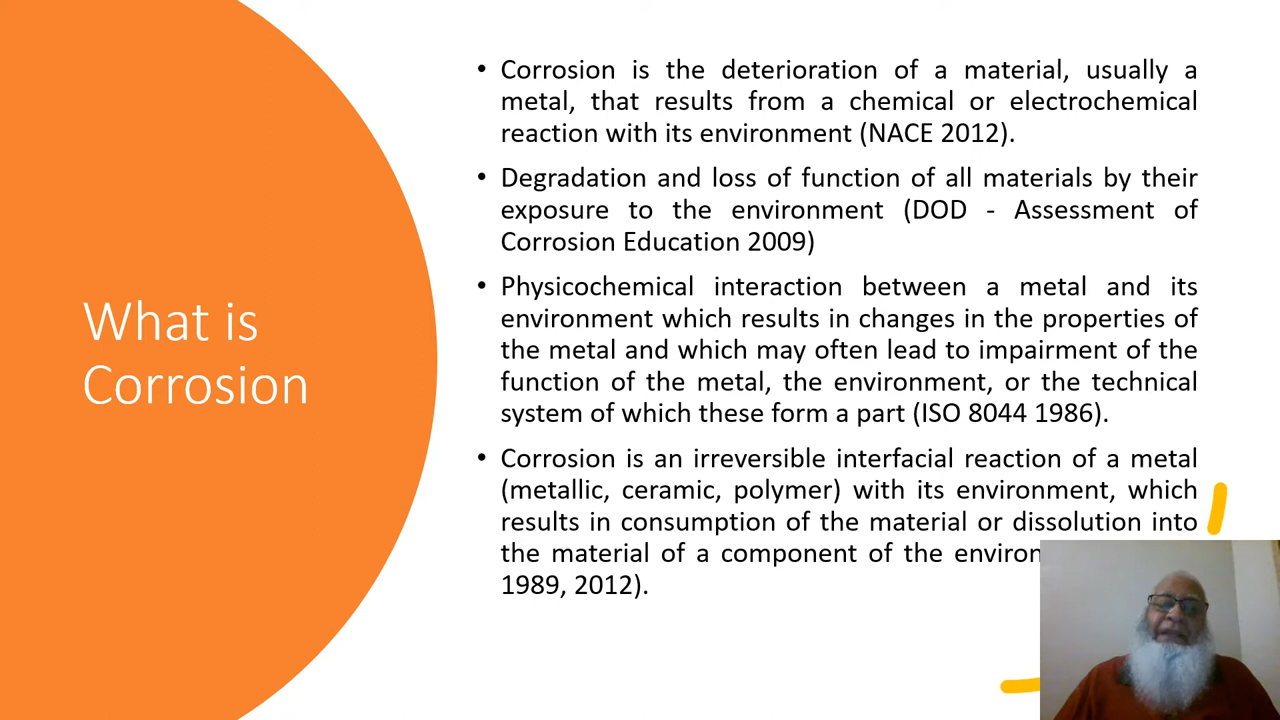 What is
Corrosion
• Corrosion is the deterioration of a material, usually a
metal, that results from a chemical or electrochemical
reaction with its environment (NACE 2012).
• Degradation and loss of function of all materials by their
exposure to the environment (DOD - Assessment of
Corrosion Education 2009)
• Physicochemical interaction between a metal and its
environment which results in changes in the properties of
the metal and which may often lead to impairment of the
function of the metal, the environment, or the technical
system of which these form a part (ISO 8044 1986).
• Corrosion is an irreversible interfacial reaction of a metal
(metallic, ceramic, polymer) with its environment, which
results in consumption of the material or dissolution into
the material of a component of the
1989, 2012).